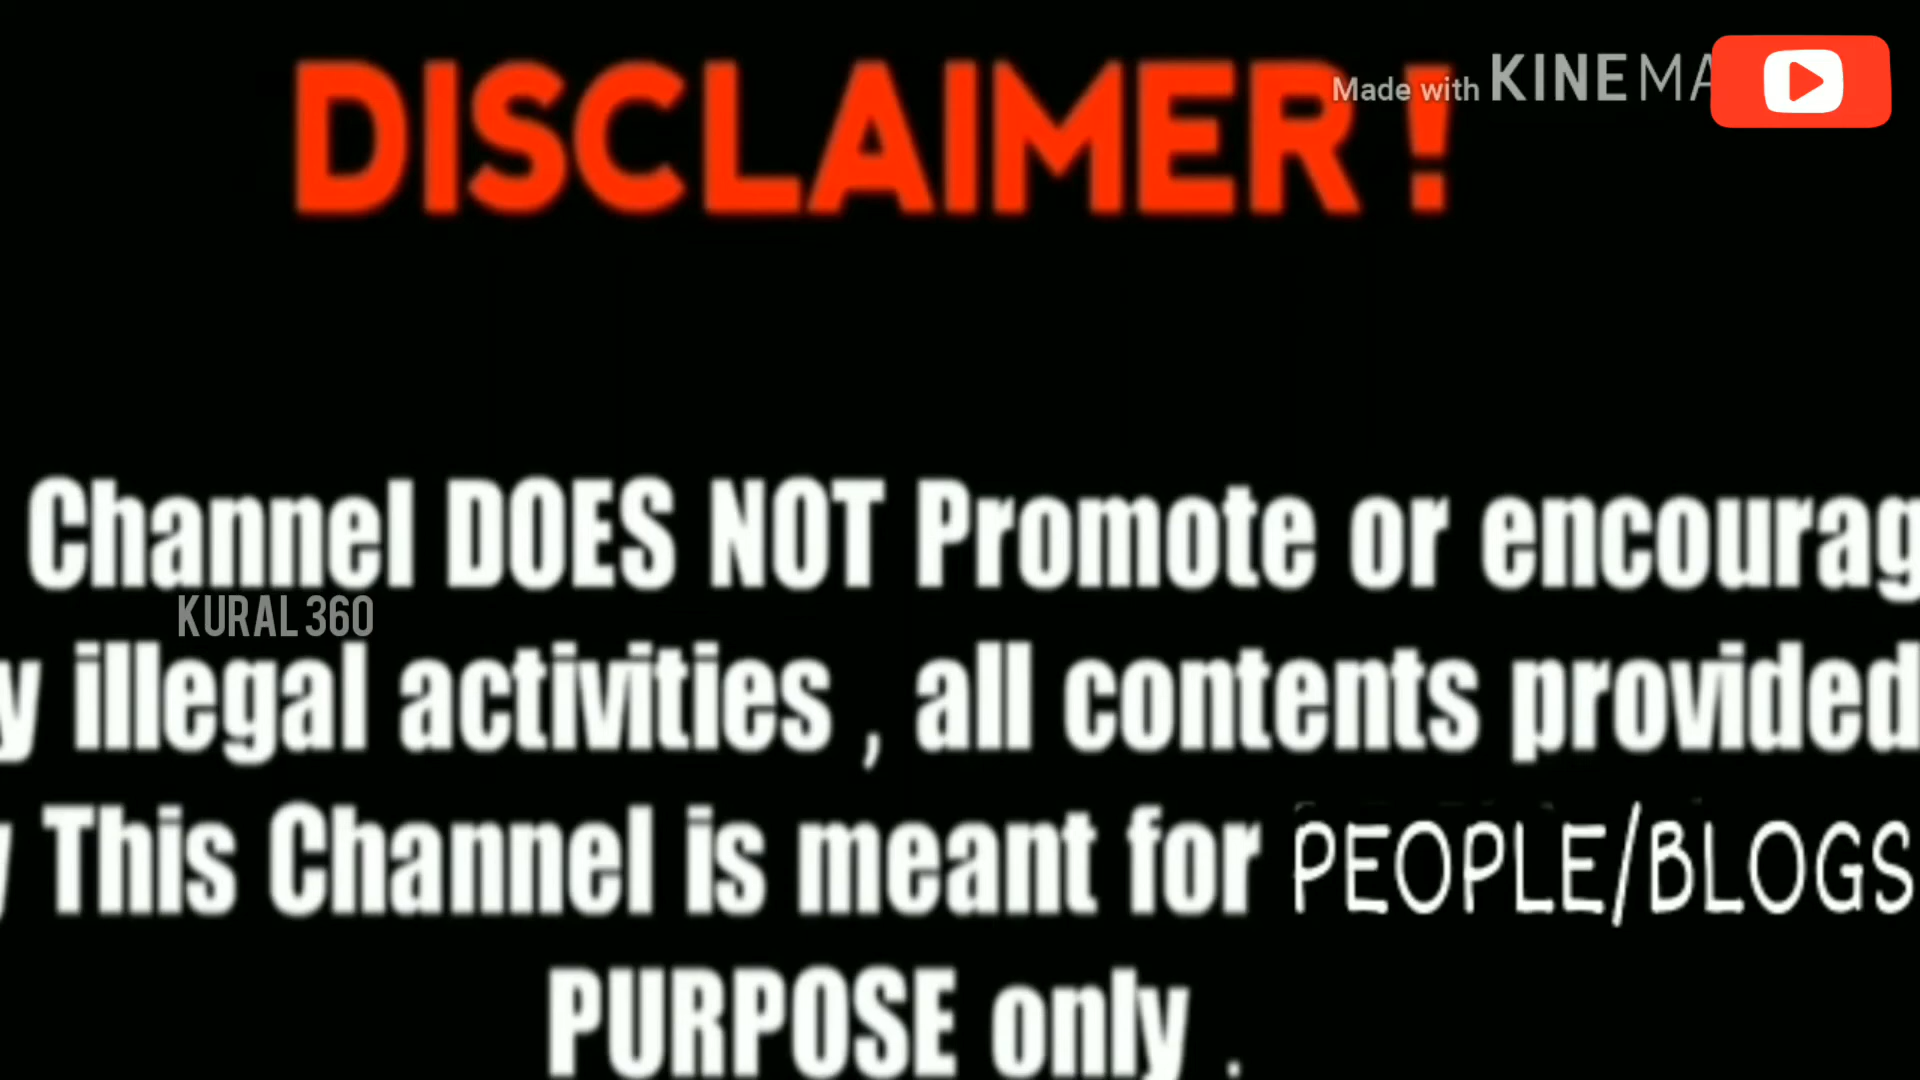 DISCLAIMER !
Made with KINEMA
Channel DOES NOT Promote or encourag
KURAL 360
y illegal activities , all contents provided
y This Channel is meant for PEOPLE/BLOGS
PURPOSE only .